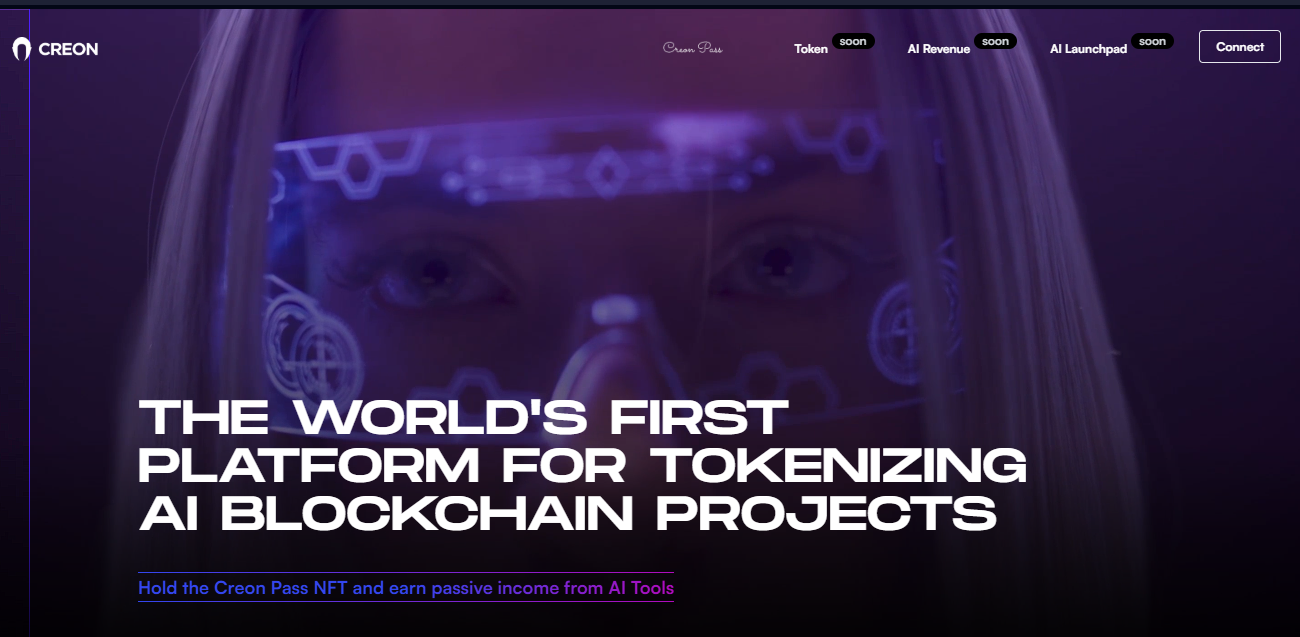 CREON
Creon Pass
Token soon AI Revenue soon AI Launchpad soon Connect
THE WORLD'S FIRST
PLATFORM FOR TOKENIZING
AI BLOCKCHAIN PROJECTS
Hold the Creon Pass NFT and earn passive income from AI Tools